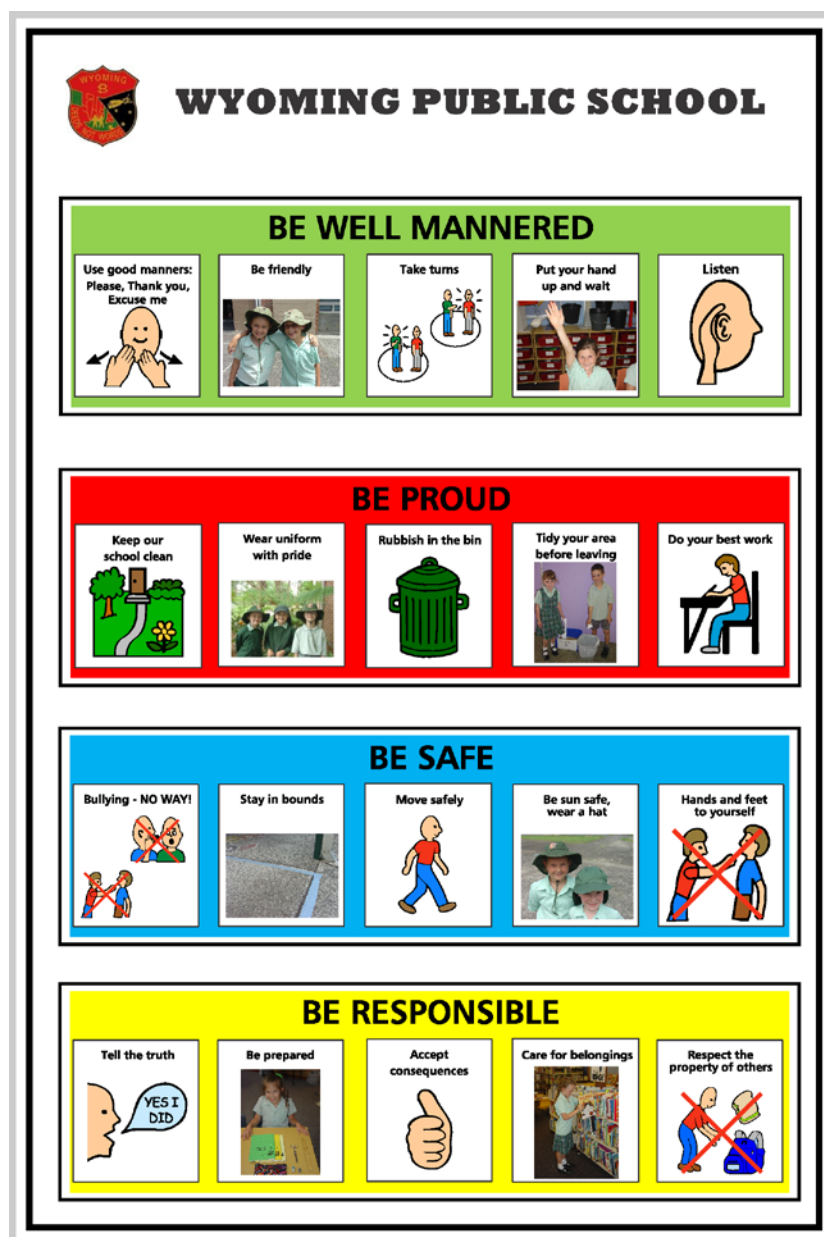 WYOMING
DEEDS NOT WORDS
WYOMING PUBLIC SCHOOL
BE WELL MANNERED
Use good manners:
Please, Thank you,
Excuse me
Be friendly
Take turns
Put your hand
up and wait
Listen
BE PROUD
Keep our
school clean
Wear uniform
with pride
Rubbish in the bin
Tidy your area
before leaving
Do your best work
BE SAFE
Bullying - NO WAY!
Stay in bounds
Move safely
Be sun safe,
wear a hat
Hands and feet
to yourself
BE RESPONSIBLE
Tell the truth
YES I
DID
Be prepared
Accept
consequences
Care for belongings
Respect the
property of others